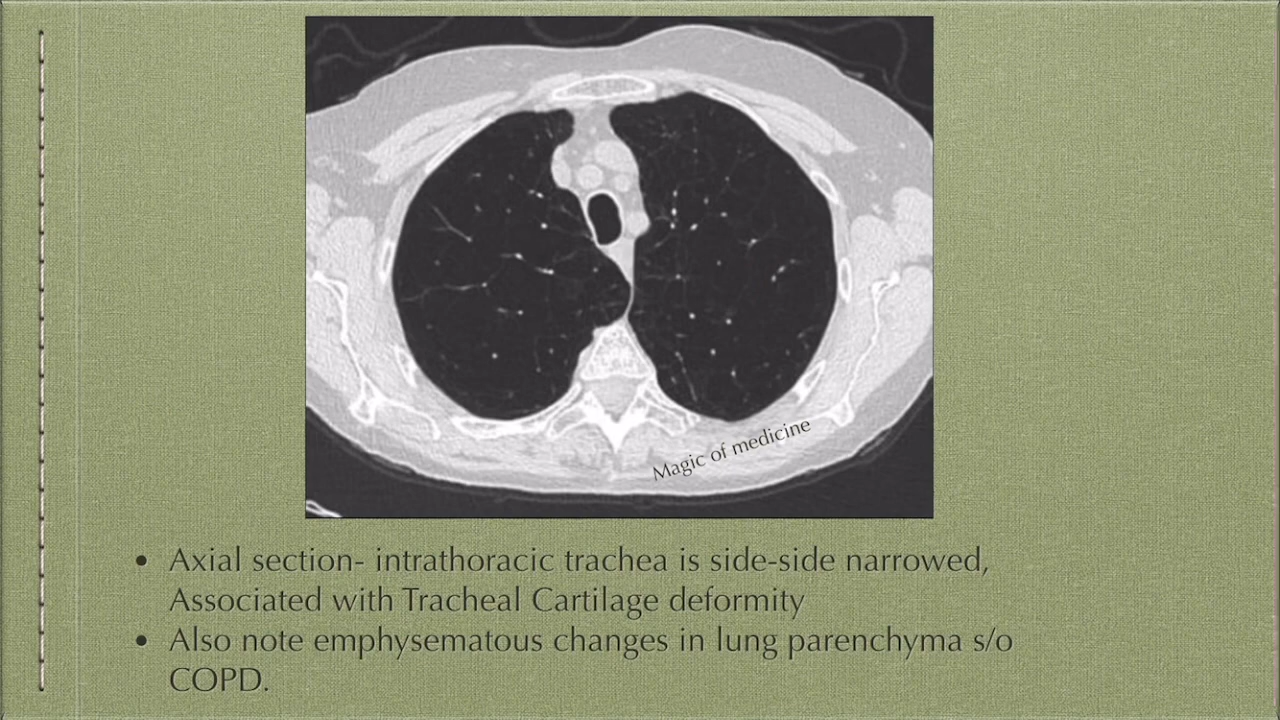 Magic of medicine
• Axial section- intrathoracic trachea is side-side narrowed,
Associated with Tracheal Cartilage deformity
• Also note emphysematous changes in lung parenchyma s/o
COPD.